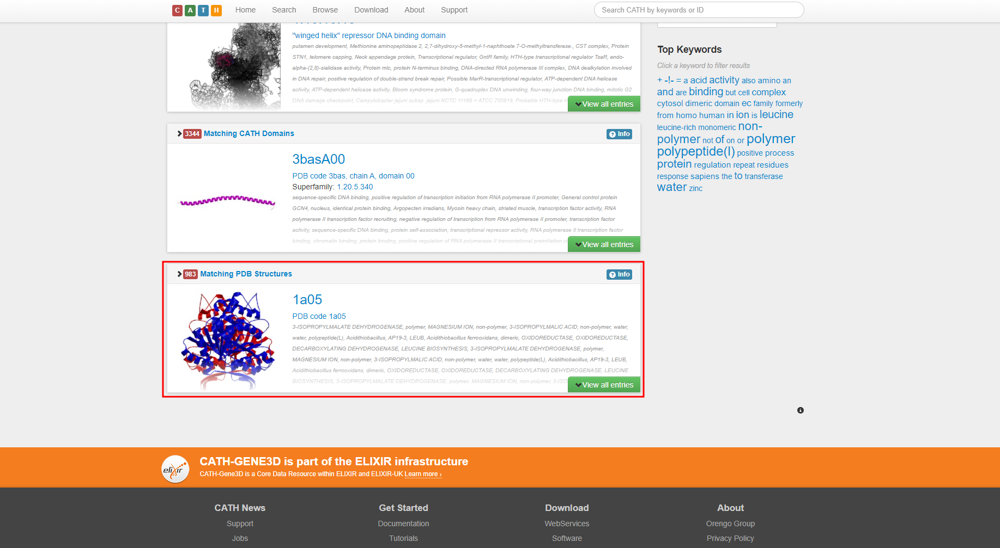 C A T H Home Search Browse Download About Support Search CATH by keywords or ID
"winged helix" repressor DNA binding domain
putamen development, Methionine aminopeptidase 2, 2,7-dihydroxy-5-methyl-1-naphthoate 7-O-methyltransferase., CST complex, Protein
STN1, telomere capping, Neck appendage protein, Transcriptional regulator, GntR family, HTH-type transcriptional regulator TsaR, endo-
alpha-(2,8)-sialidase activity, Protein mlc, protein N-terminus binding, DNA-directed RNA polymerase III complex, DNA dealkylation involved
in DNA repair, positive regulation of double-strand break repair, Possible MarR-transcriptional regulator, ATP-dependent DNA helicase
activity, ATP-dependent helicase activity, Bloom syndrome protein, G-quadruplex DNA unwinding, four-way junction DNA binding, mitotic G2
DNA damage checkpoint, Campylobacter jejuni subsp. jejuni NCTC 11168 = ATCC 700819, Probable HTH-type
View all entries
3344 Matching CATH Domains
Info
3basA00
PDB code 3bas, chain A, domain 00
Superfamily: 1.20.5.340
sequence-specific DNA binding, positive regulation of transcription initiation from RNA polymerase II promoter, General control protein
GCN4, nucleus, identical protein binding, Argopecten irradians, Myosin heavy chain, striated muscle, transcription factor activity, RNA
polymerase II transcription factor recruiting, negative regulation of transcription from RNA polymerase II promoter, transcription factor
activity, sequence-specific DNA binding, protein self-association, transcriptional repressor activity, RNA polymerase II transcription factor
binding, chromatin binding, protein binding, positive regulation of RNA polymerase II transcriptional preinitiation
View all entries
983 Matching PDB Structures
Info
1a05
PDB code 1a05
3-ISOPROPYLMALATE DEHYDROGENASE, polymer, MAGNESIUM ION, non-polymer, 3-ISOPROPYLMALIC ACID, non-polymer, water,
water, polypeptide(L), Acidithiobacillus, AP19-3, LEUB, Acidithiobacillus ferrooxidans, dimeric, OXIDOREDUCTASE, OXIDOREDUCTASE,
DECARBOXYLATING DEHYDROGENASE, LEUCINE BIOSYNTHESIS, 3-ISOPROPYLMALATE DEHYDROGENASE, polymer,
MAGNESIUM ION, non-polymer, 3-ISOPROPYLMALIC ACID, non-polymer, water, water, polypeptide(L), Acidithiobacillus, AP19-3, LEUB,
Acidithiobacillus ferrooxidans, dimeric, OXIDOREDUCTASE, OXIDOREDUCTASE, DECARBOXYLATING DEHYDROGENASE, LEUCINE
BIOSYNTHESIS, 3-ISOPROPYLMALATE DEHYDROGENASE, polymer, MAGNESIUM ION, non-polymer,
View all entries
Top Keywords
Click a keyword to filter results
+ -!- = a acid activity also amino an
and are binding but cell complex
cytosol dimeric domain ec family formerly
from homo human in ion is leucine
leucine-rich monomeric non-
polymer not of on or polymer
polypeptide(l) positive process
protein regulation repeat residues
response sapiens the to transferase
water zinc
elixir
CATH-GENE3D is part of the ELIXIR infrastructure
CATH-Gene3D is a Core Data Resource within ELIXIR and ELIXIR-UK Learn more ›
CATH News
Support
Jobs
Get Started
Documentation
Tutorials
Download
WebServices
Software
About
Orengo Group
Privacy Policy